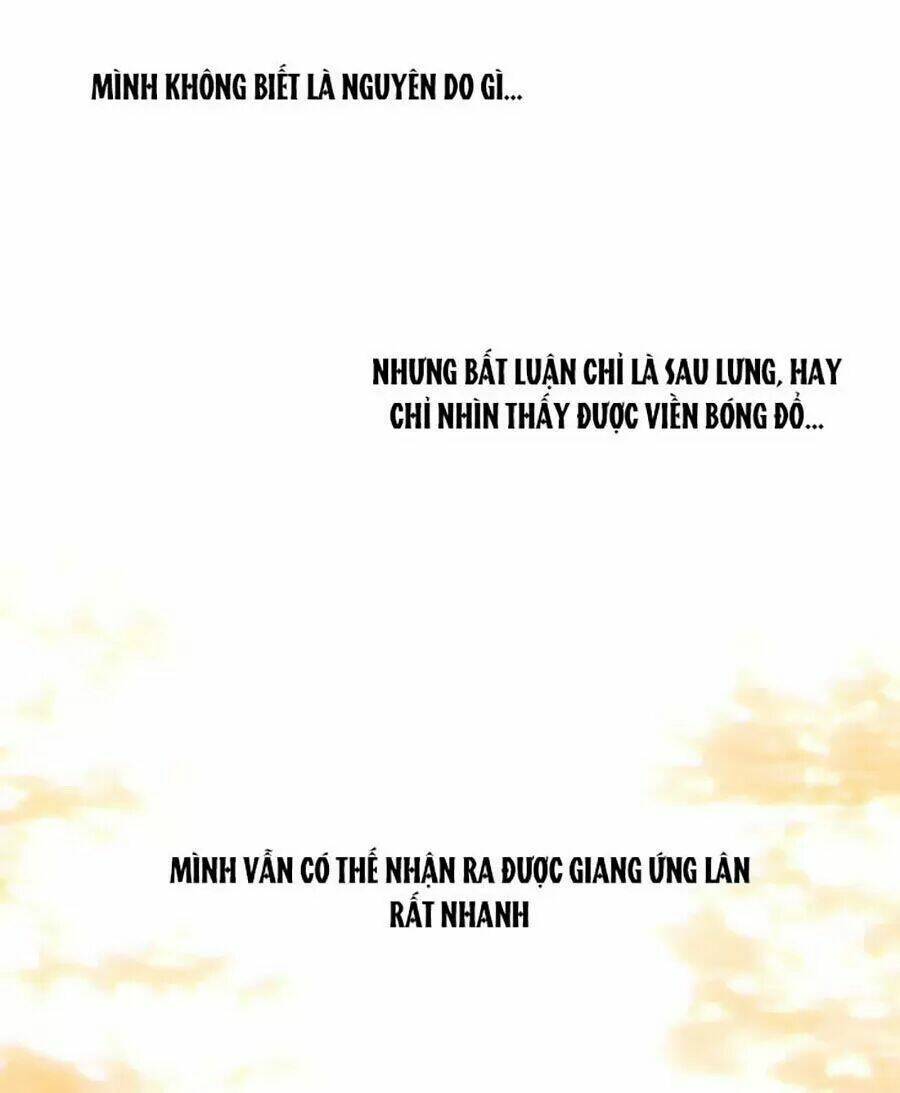 MÌNH KHÔNG BIẾT LÀ NGUYÊN DO GÌ...
NHƯNG BẤT LUẬN CHỈ LÀ SAU LƯNG, HAY
CHỈ NHÌN THẤY ĐƯỢC VIỀN BÓNG ĐỔ...
MÌNH VẪN CÓ THỂ NHẬN RA ĐƯỢC GIANG ỨNG LÂN
RẤT NHANH